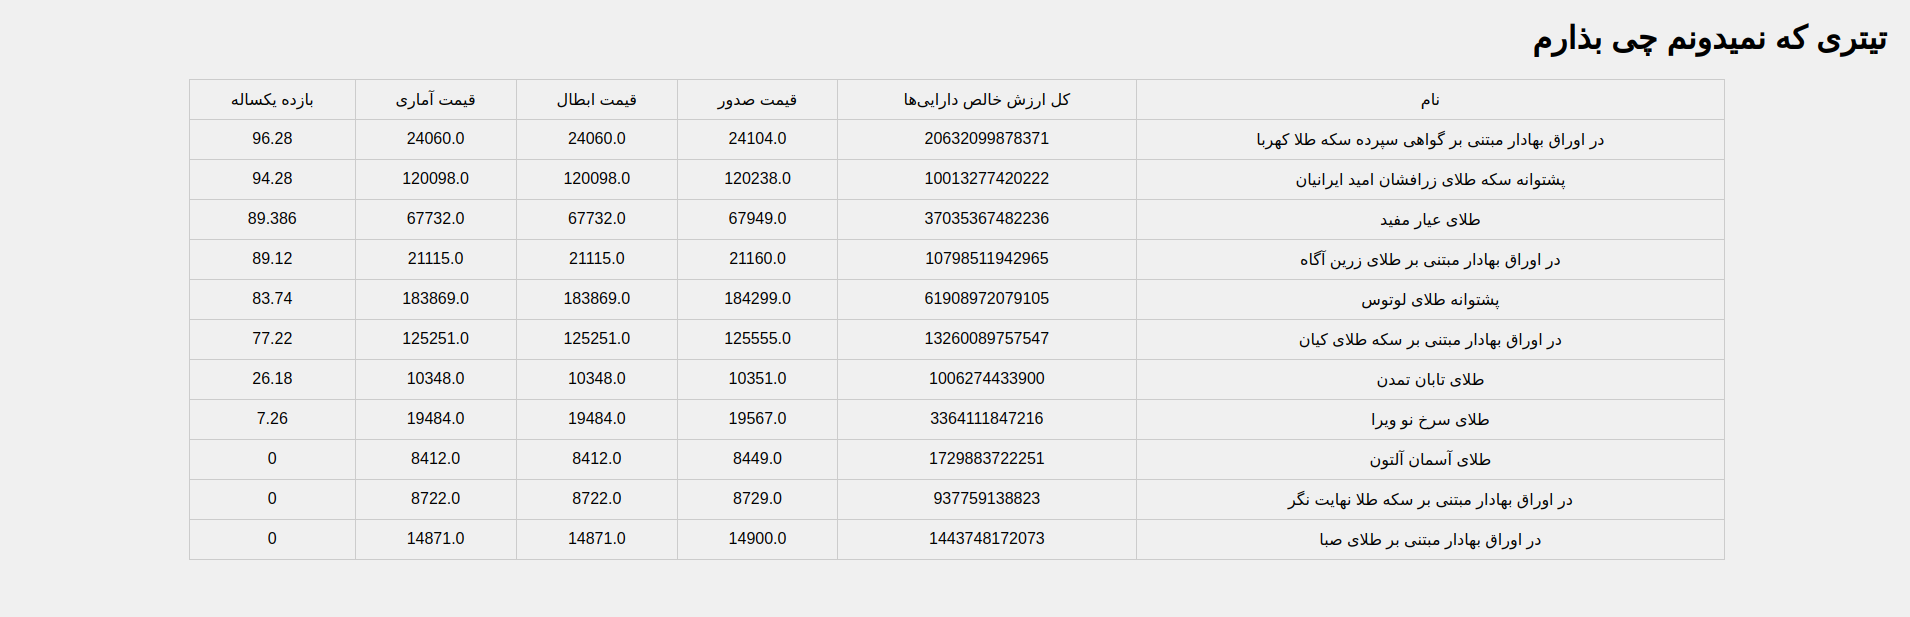 تیتری که نمیدونم چی بذارم
نام کل ارزش خالص دارایی‌ها قیمت صدور قیمت ابطال قیمت آماری بازده یکساله
در اوراق بهادار مبتنی بر گواهی سپرده سکه طلا کهربا 20632099878371 24104.0 24060.0 24060.0 96.28
پشتوانه سکه طلای زرافشان امید ایرانیان 10013277420222 120238.0 120098.0 120098.0 94.28
طلای عیار مفید 37035367482236 67949.0 67732.0 67732.0 89.386
در اوراق بهادار مبتنی بر طلای زرین آگاه 10798511942965 21160.0 21115.0 21115.0 89.12
پشتوانه طلای لوتوس 61908972079105 184299.0 183869.0 183869.0 83.74
در اوراق بهادار مبتنی بر سکه طلای کیان 13260089757547 125555.0 125251.0 125251.0 77.22
طلای تابان تمدن 1006274433900 10351.0 10348.0 10348.0 26.18
طلای سرخ نو ویرا 3364111847216 19567.0 19484.0 19484.0 7.26
طلای آسمان آلتون 1729883722251 8449.0 8412.0 8412.0 0
در اوراق بهادار مبتنی بر سکه طلا نهایت نگر 937759138823 8729.0 8722.0 8722.0 0
در اوراق بهادار مبتنی بر طلای صبا 1443748172073 14900.0 14871.0 14871.0 0